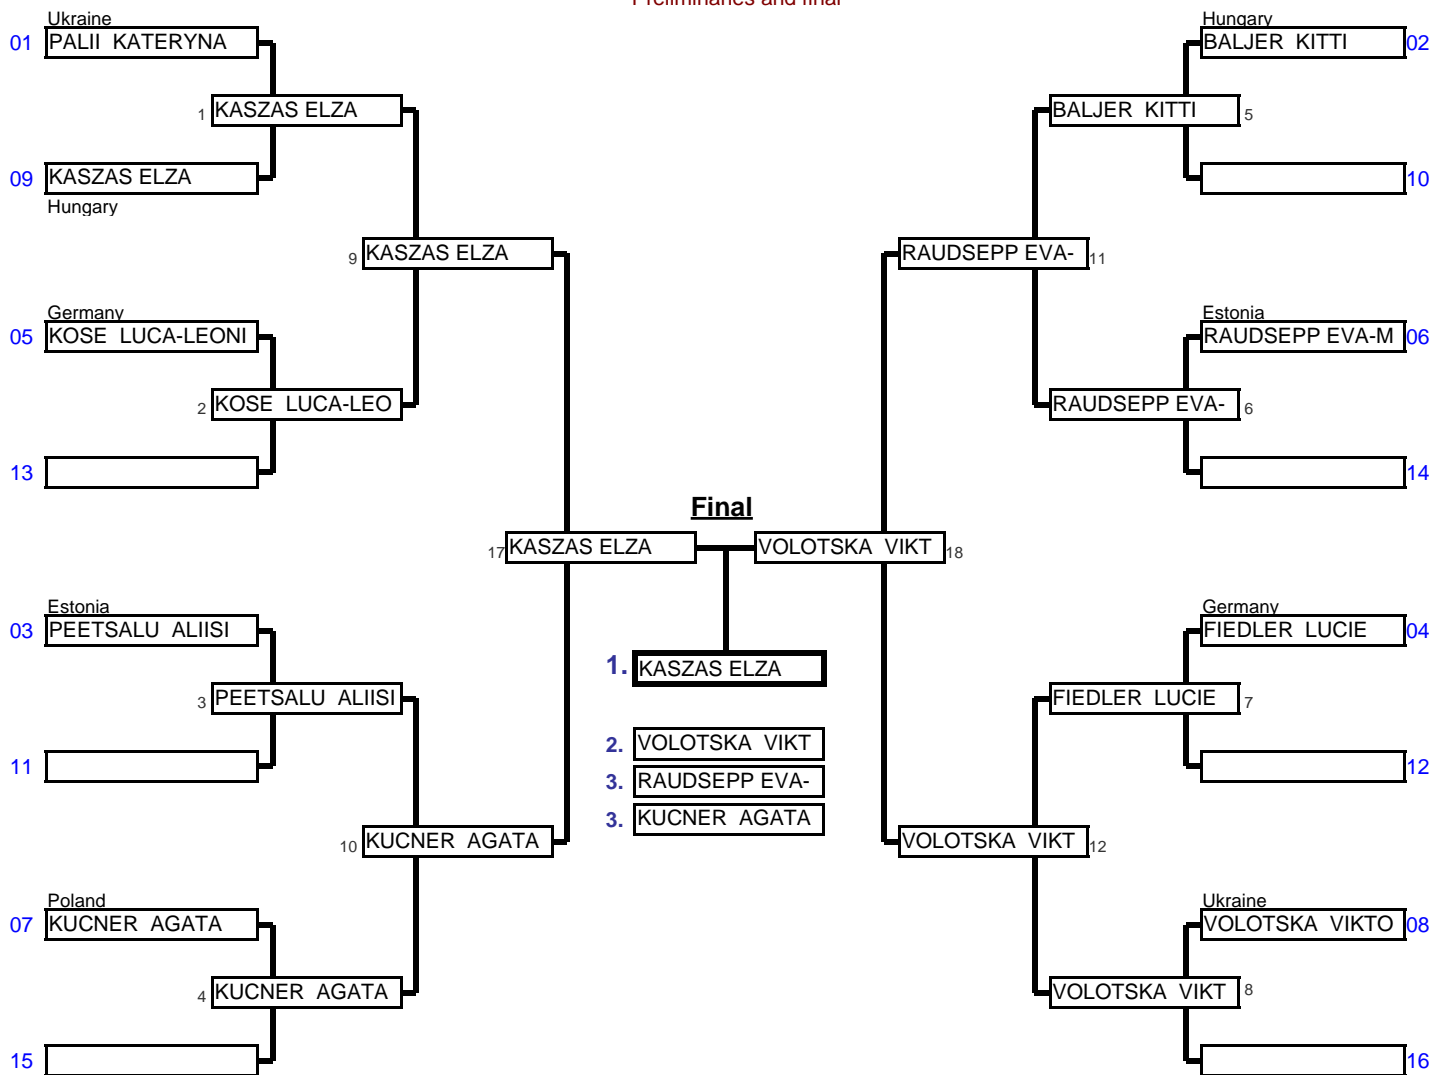 Preliminaries and final
Ukraine
Hungary
01 PALII KATERYNA
BALJER KITTI 02
1 KASZAS ELZA
BALJER KITTI 5
09 KASZAS ELZA
10
Hungary
9 KASZAS ELZA
RAUDSEPP EVA- 11
Germany
Estonia
05 KOSE LUCA-LEONI
RAUDSEPP EVA-M 06
2 KOSE LUCA-LEO
RAUDSEPP EVA- 6
13
14
Final
17 KASZAS ELZA
VOLOTSKA VIKT 18
Estonia
Germany
03 PEETSALU ALIISI
FIEDLER LUCIE 04
1. KASZAS ELZA
3 PEETSALU ALIISI
FIEDLER LUCIE 7
2. VOLOTSKA VIKT
11
12
3. RAUDSEPP EVA-
3. KUCNER AGATA
10 KUCNER AGATA
VOLOTSKA VIKT 12
Poland
Ukraine
07 KUCNER AGATA
VOLOTSKA VIKTO 08
4 KUCNER AGATA
VOLOTSKA VIKT 8
15
16